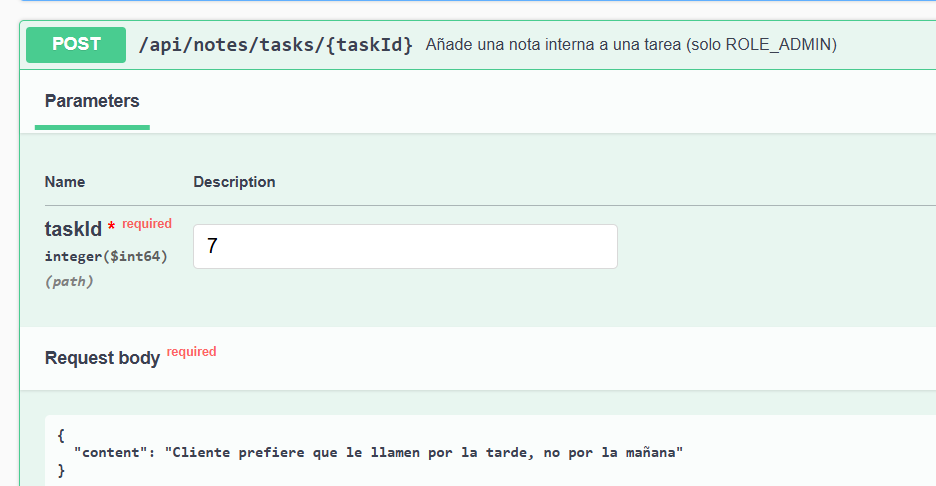 POST /api/notes/tasks/{taskId} Añade una nota interna a una tarea (solo ROLE_ADMIN)
Parameters
Name Description
taskId * required
7
integer($int64)
(path)
Request body required
{
"content": "Cliente prefiere que le llamen por la tarde, no por la mañana"
}